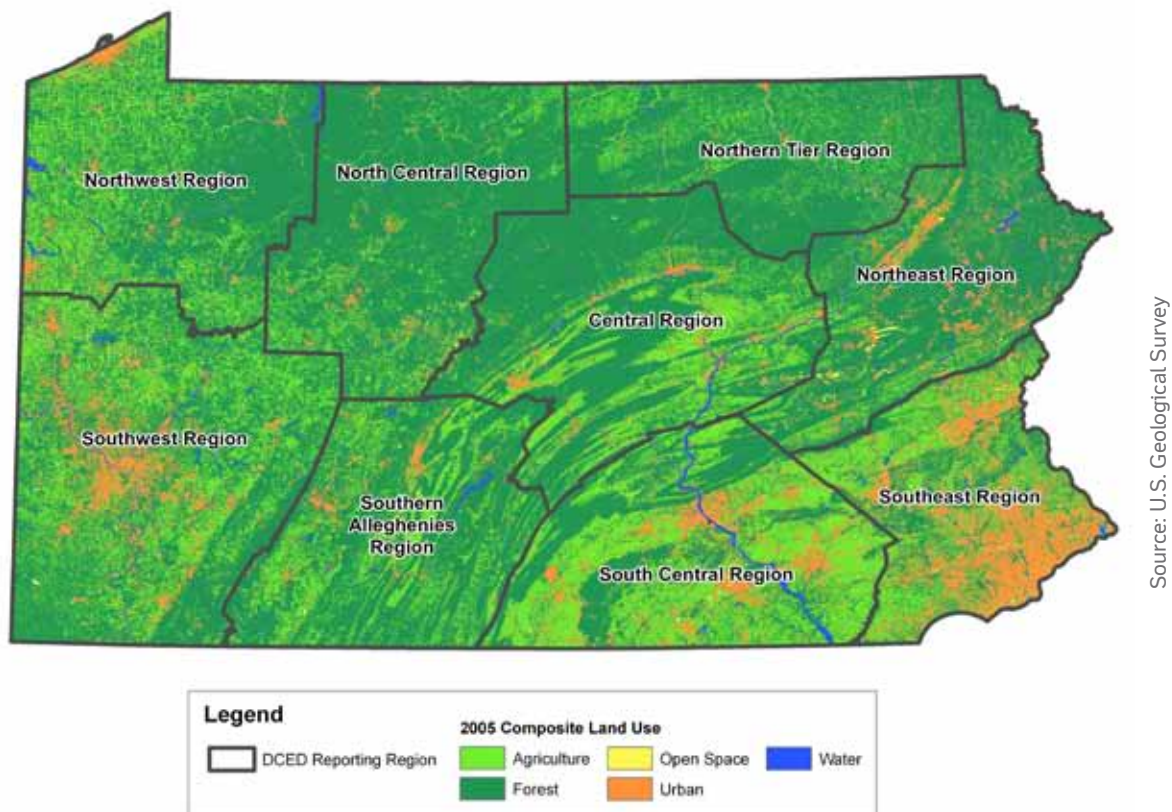 Northwest Region
North Central Region
Northern Tier Region
Northeast Region
Central Region
Southwest Region
Southern
Alleghenies
Region
South Central Region
Southeast Region
Source: U.S. Geological Survey
Legend
2005 Composite Land Use
DCED Reporting Region
Agriculture
Open Space
Water
Forest
Urban